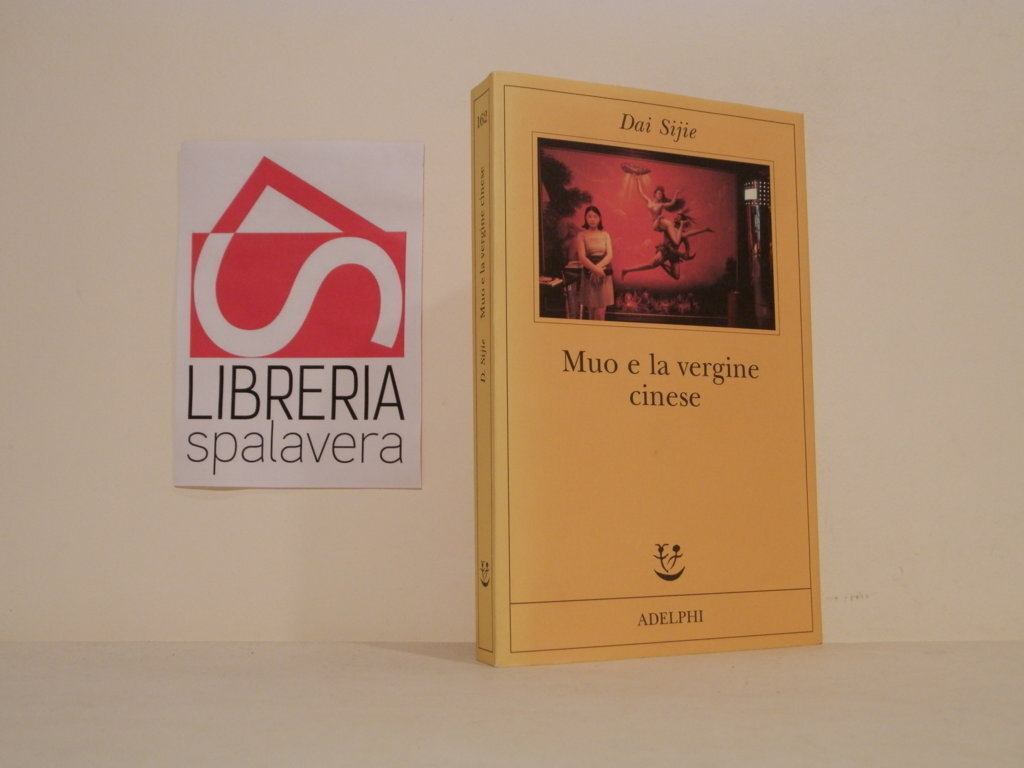 LIBRERIA
spalavera
162
D. Sijie Muo e la vergine cinese
Dai Sijie
Muo e la vergine
cinese
ADELPHI